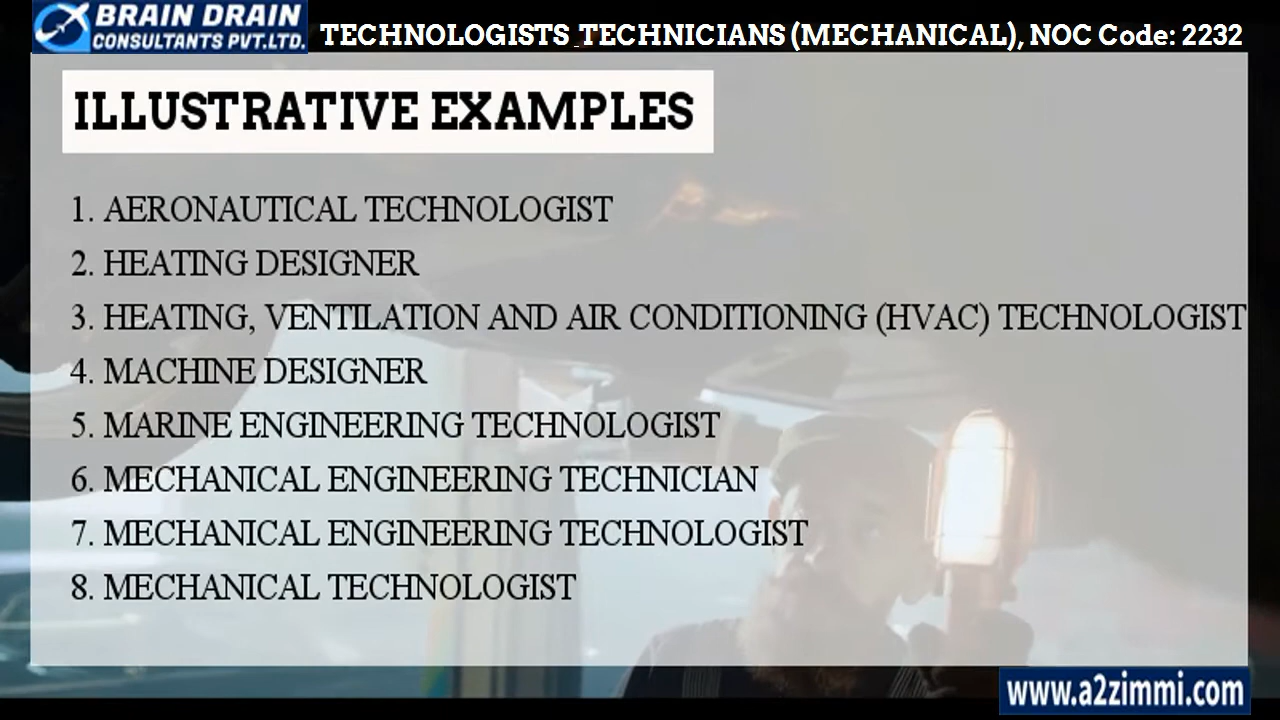 BRAIN DRAIN
CONSULTANTS PVT.LTD.
TECHNOLOGISTS TECHNICIANS (MECHANICAL), NOC Code: 2232
ILLUSTRATIVE EXAMPLES
1. AERONAUTICAL TECHNOLOGIST
2. HEATING DESIGNER
3. HEATING, VENTILATION AND AIR CONDITIONING (HVAC) TECHNOLOGIST
4. MACHINE DESIGNER
5. MARINE ENGINEERING TECHNOLOGIST
6. MECHANICAL ENGINEERING TECHNICIAN
7. MECHANICAL ENGINEERING TECHNOLOGIST
8. MECHANICAL TECHNOLOGIST
www.a2zimmi.com